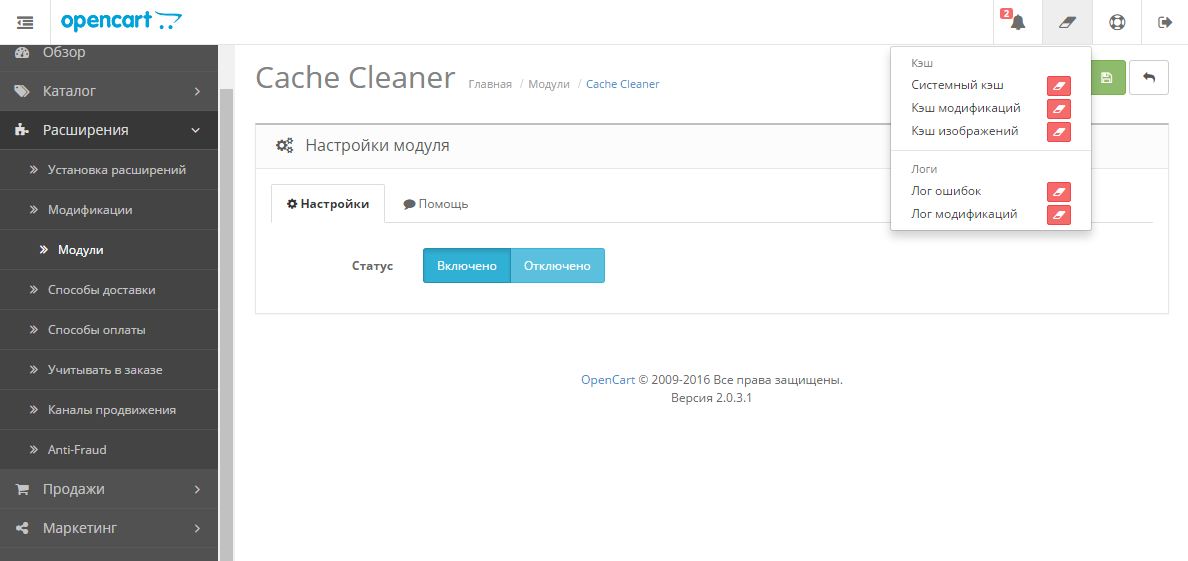 opencart
2
Обзор
Каталог
Расширения
Установка расширений
Модификации
Модули
Способы доставки
Способы оплаты
Учитывать в заказе
Каналы продвижения
Anti-Fraud
Продажи
Маркетинг
Cache Cleaner
Главная / Модули / Cache Cleaner
Кэш
Системный кэш
Кэш модификаций
Кэш изображений
Логи
Лог ошибок
Лог модификаций
Настройки модуля
Настройки Помощь
Статус Включено Отключено
OpenCart © 2009-2016 Все права защищены.
Версия 2.0.3.1